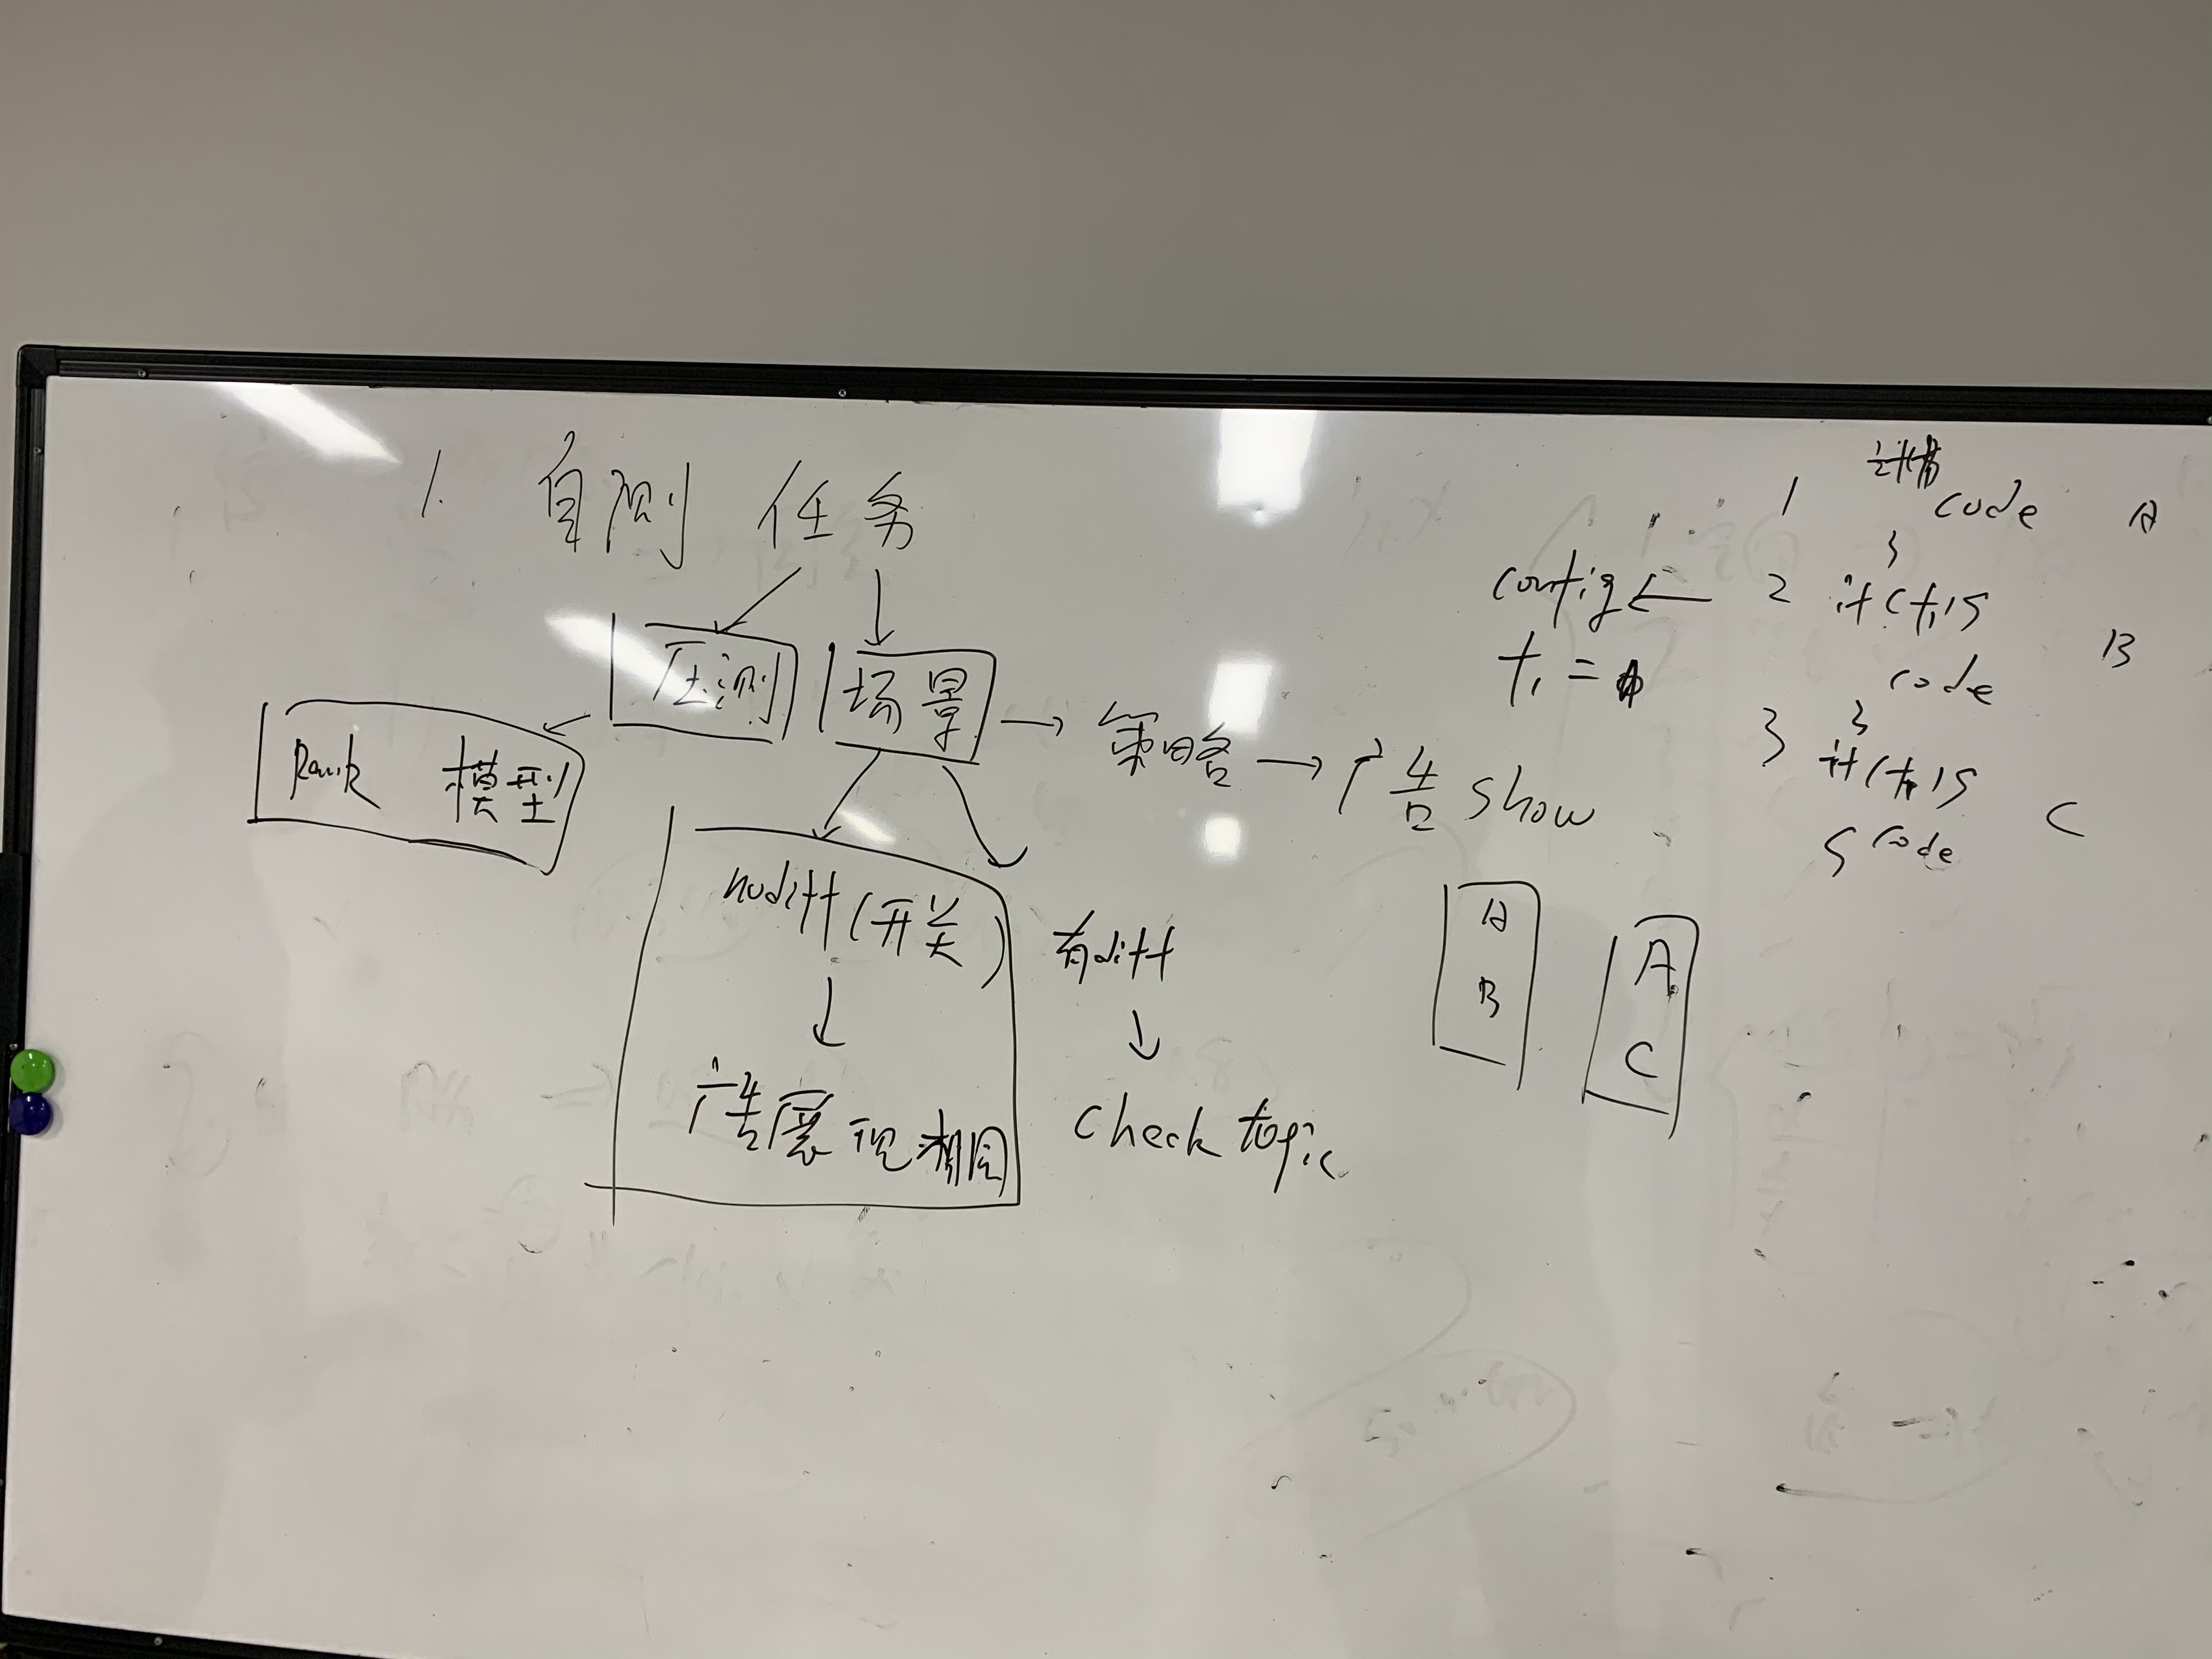 1. 自测 任务
压测
场景
→ 策略 → 广告 show
Rank 模型
nodiff (开关)
↓
广告展现相同
有diff
↓
check topic
1 code A
}
config ← 2 if (t1) {
t1 =
code B
}
3 if (t1) {
code C
A
B
A
C